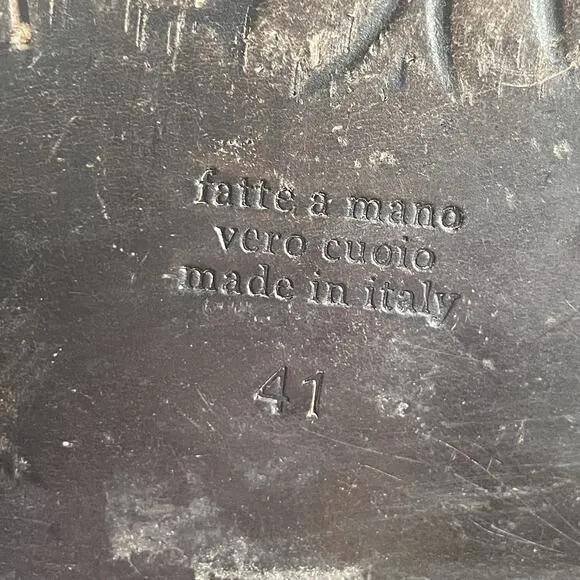 fatte a mano
vero cuoio
made in italy
41